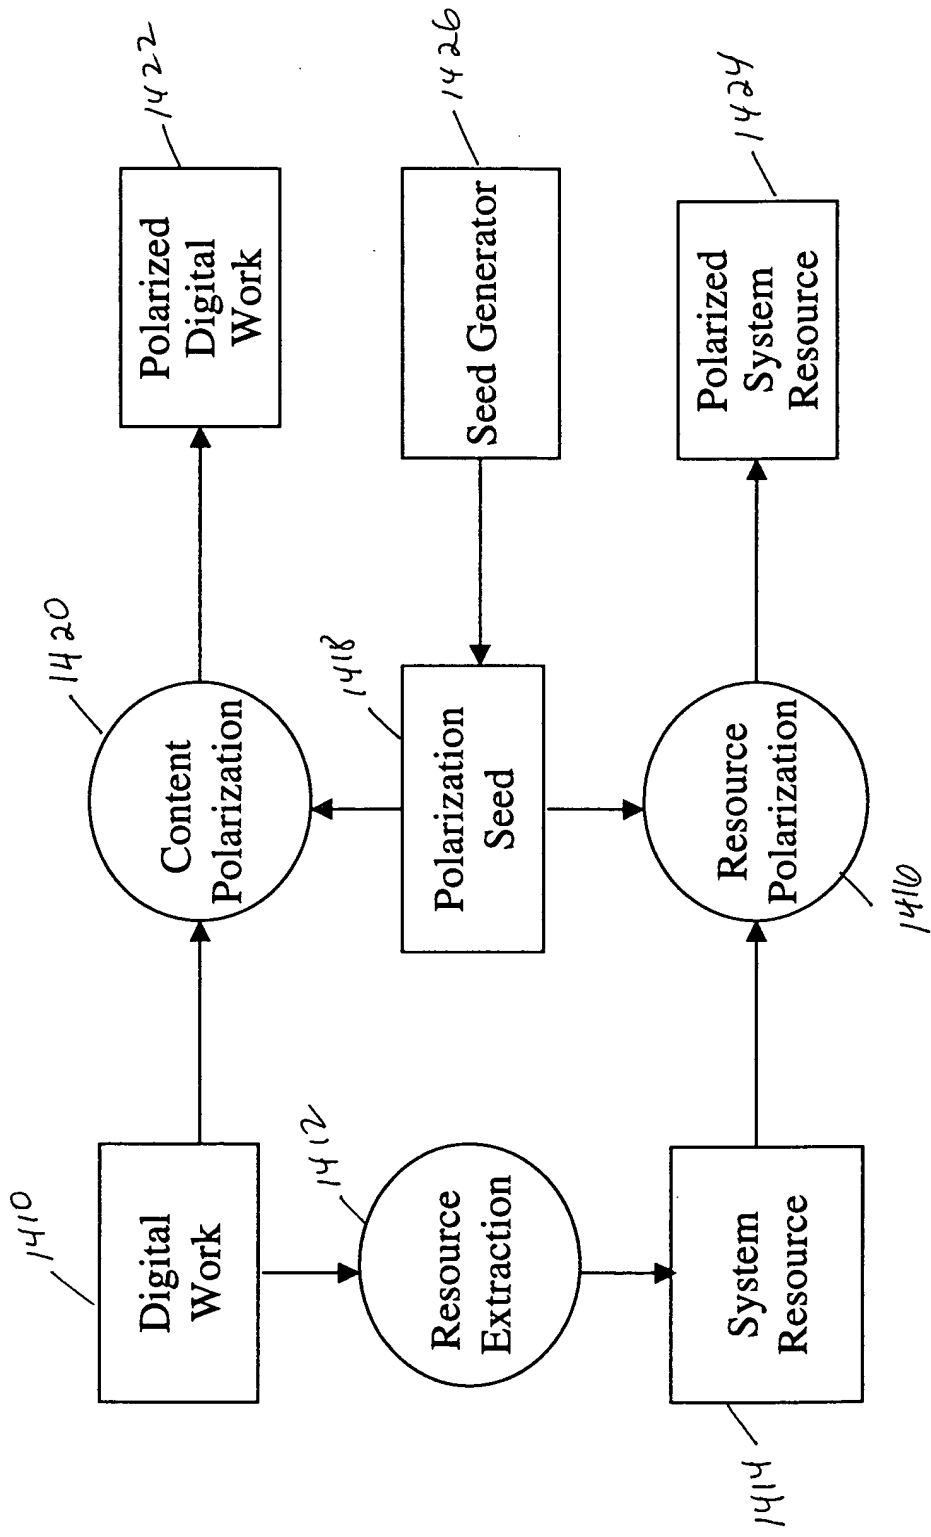 1410
Digital
Work
1420
Content
Polarization
1422
Polarized
Digital
Work
1412
Resource
Extraction
1418
Polarization
Seed
1426
Seed Generator
1414
System
Resource
1416
Resource
Polarization
1424
Polarized
System
Resource